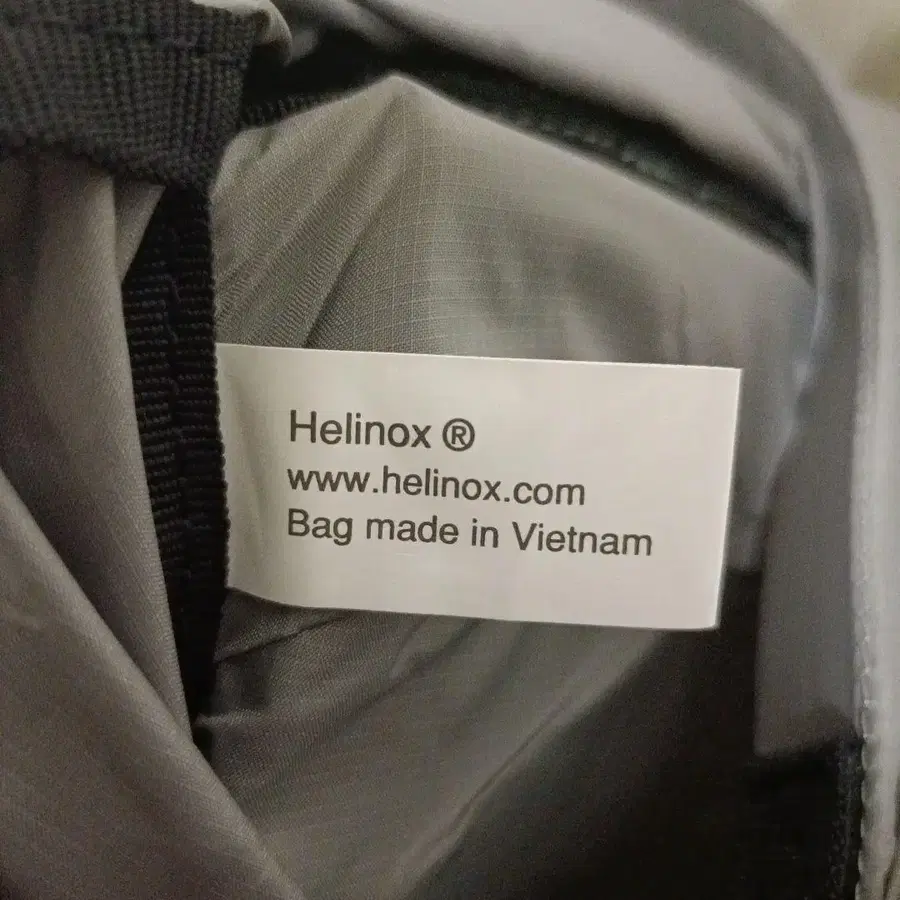 Helinox ®
www.helinox.com
Bag made in Vietnam